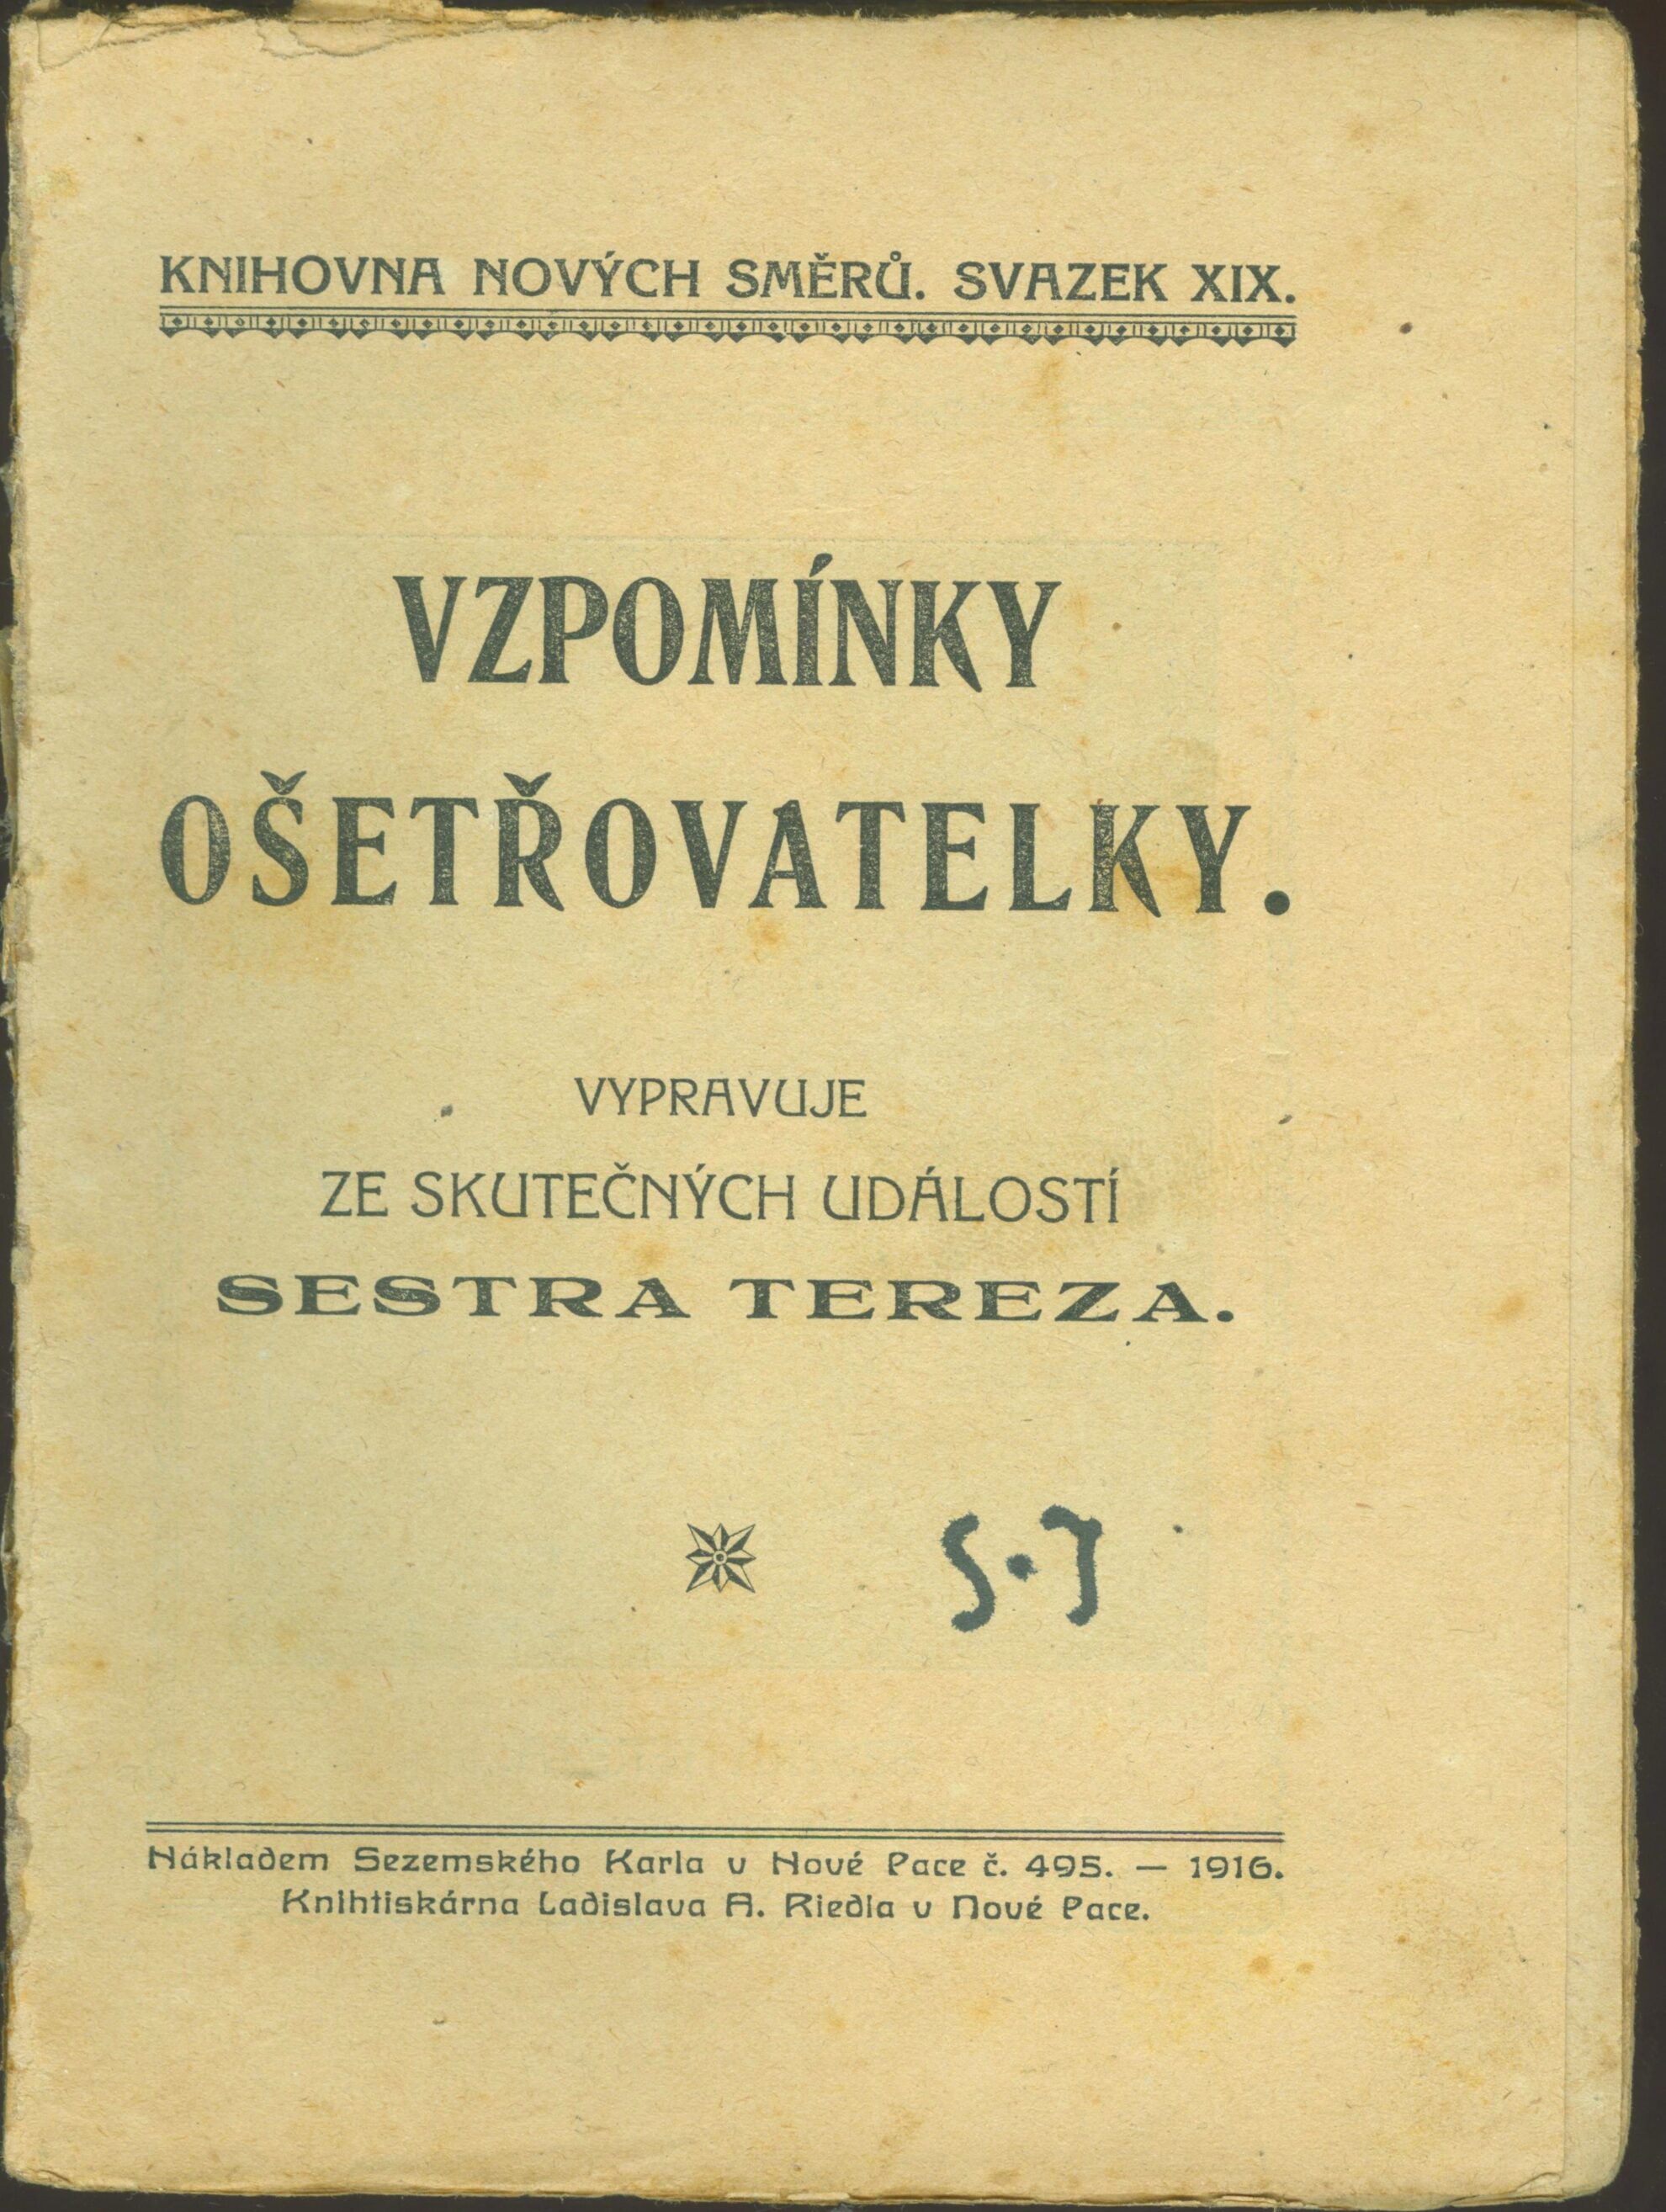 KNIHOVNA NOVÝCH SMĚRŮ. SVAZEK XIX.
VZPOMÍNKY
OŠETŘOVATELKY.
VYPRAVUJE
ZE SKUTEČNÝCH UDÁLOSTÍ
SESTRA TEREZA.
S.J
Nákladem Sezemského Karla v Nové Pace č. 495. — 1916.
Knihtiskárna Ladislava A. Riedla v Nové Pace.